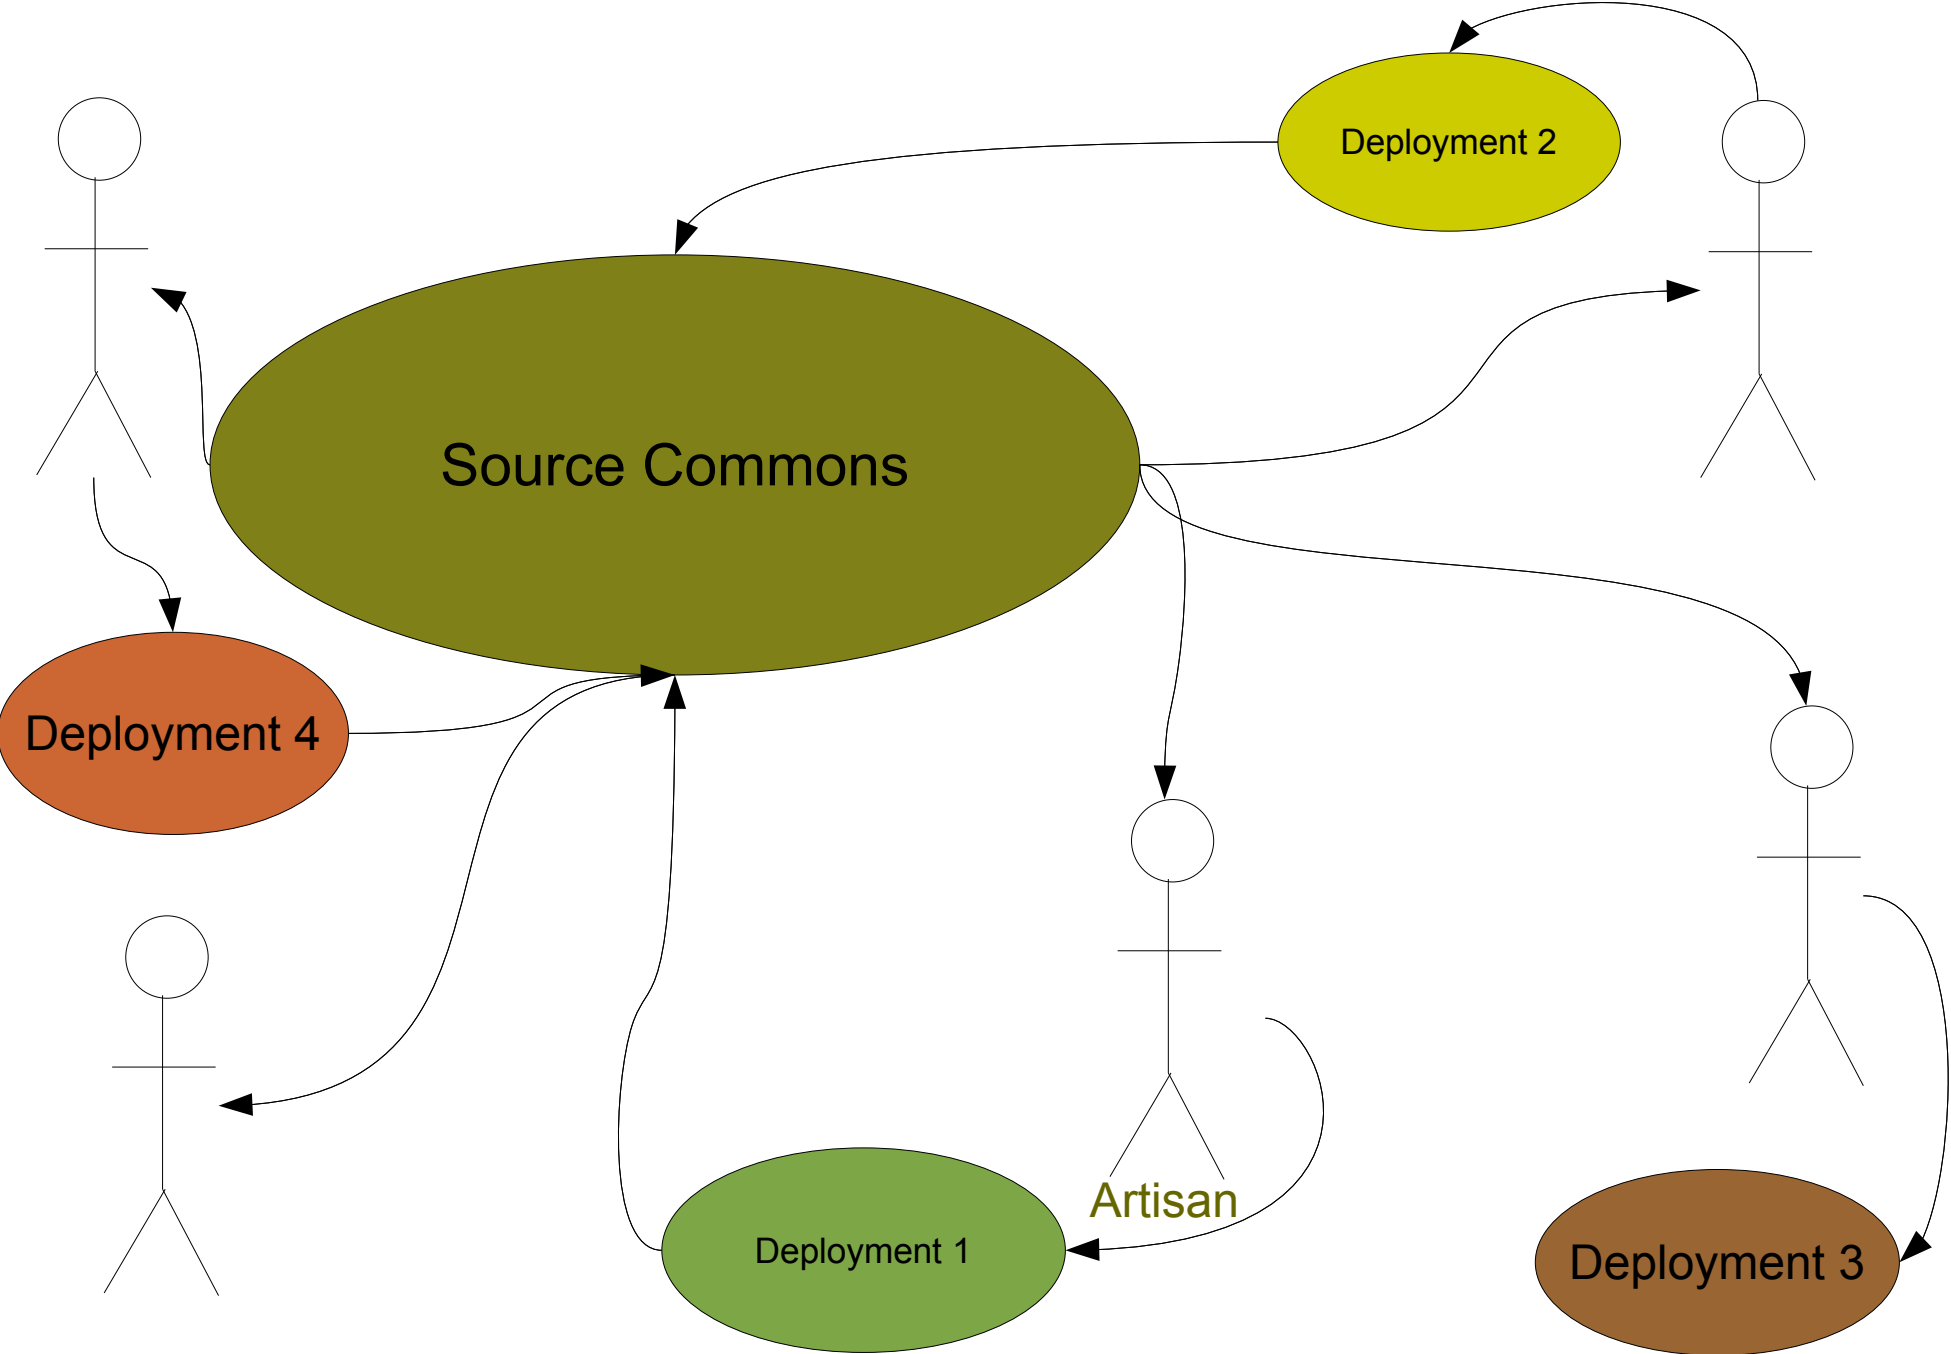 Deployment 2
Source Commons
Deployment 4
Artisan
Deployment 1
Deployment 3